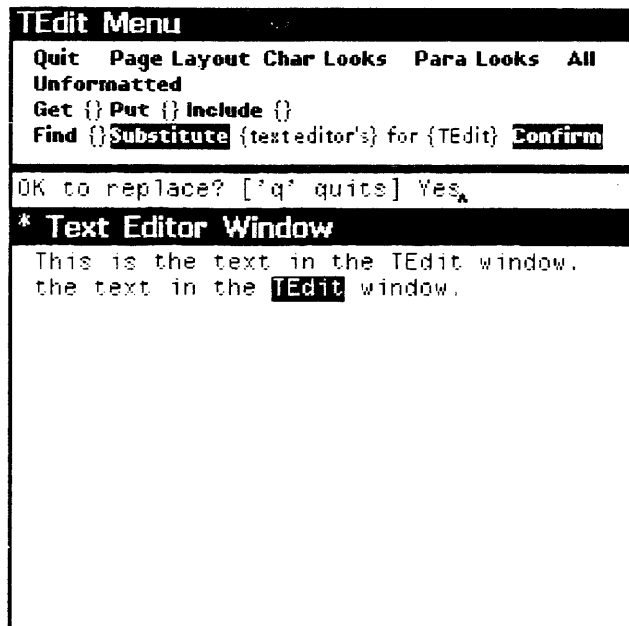 TEdit Menu
Quit Page Layout Char Looks Para Looks All
Unformatted
Get {} Put {} Include {}
Find {} Substitute {text editor's} for {TEdit} Confirm
OK to replace? ['q' quits] Yes
* Text Editor Window
This is the text in the TEdit window.
the text in the TEdit window.